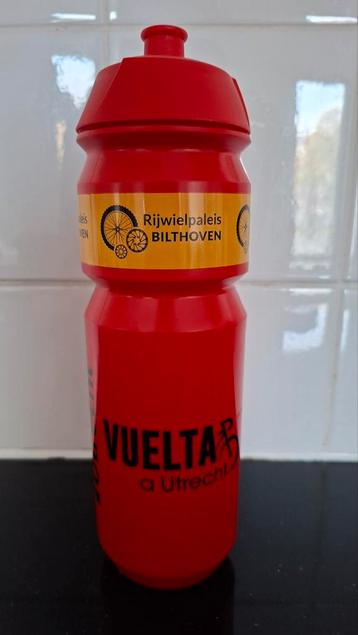 Rijwielpaleis
BILTHOVEN
VUELTA
a Utrecht